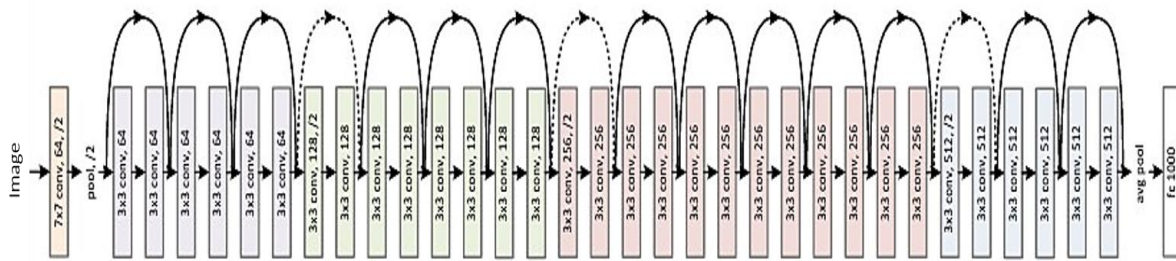 Image
7x7 conv, 64, /2
pool, /2
3x3 conv, 64
3x3 conv, 64
3x3 conv, 64
3x3 conv, 64
3x3 conv, 64
3x3 conv, 64
3x3 conv, 128, /2
3x3 conv, 128
3x3 conv, 128
3x3 conv, 128
3x3 conv, 128
3x3 conv, 128
3x3 conv, 128
3x3 conv, 128
3x3 conv, 256, /2
3x3 conv, 256
3x3 conv, 256
3x3 conv, 256
3x3 conv, 256
3x3 conv, 256
3x3 conv, 256
3x3 conv, 256
3x3 conv, 256
3x3 conv, 256
3x3 conv, 256
3x3 conv, 256
3x3 conv, 512, /2
3x3 conv, 512
3x3 conv, 512
3x3 conv, 512
3x3 conv, 512
3x3 conv, 512
avg pool
fc 1000